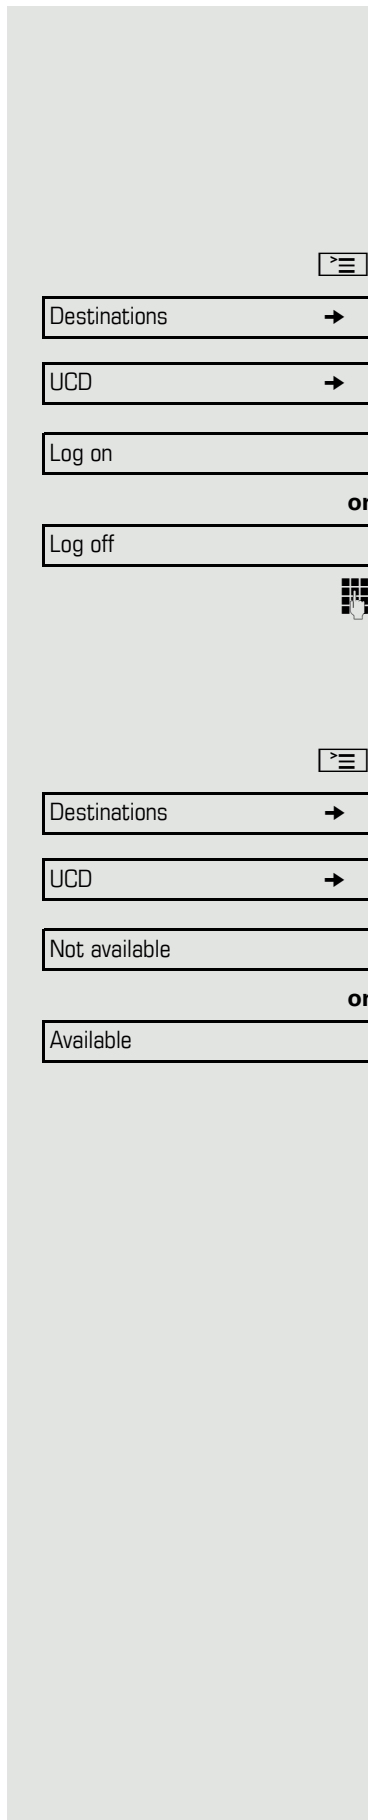 Destinations
UCD
Log on
or
Log off
Destinations
UCD
Not available
or
Available